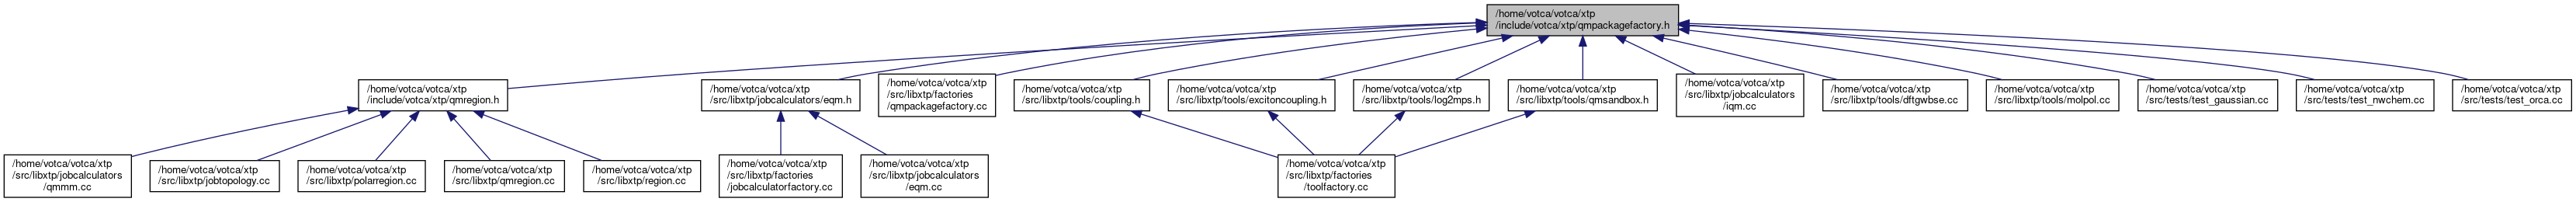 /home/votca/votca/xtp
/include/votca/xtp/qmpackagefactory.h
/home/votca/votca/xtp
/include/votca/xtp/qmregion.h
/home/votca/votca/xtp
/src/libxtp/jobcalculators/eqm.h
/home/votca/votca/xtp
/src/libxtp/factories
/qmpackagefactory.cc
/home/votca/votca/xtp
/src/libxtp/tools/coupling.h
/home/votca/votca/xtp
/src/libxtp/tools/excitoncoupling.h
/home/votca/votca/xtp
/src/libxtp/tools/log2mps.h
/home/votca/votca/xtp
/src/libxtp/tools/qmsandbox.h
/home/votca/votca/xtp
/src/libxtp/jobcalculators
/iqm.cc
/home/votca/votca/xtp
/src/libxtp/tools/dftgwbse.cc
/home/votca/votca/xtp
/src/libxtp/tools/molpol.cc
/home/votca/votca/xtp
/src/tests/test_gaussian.cc
/home/votca/votca/xtp
/src/tests/test_nwchem.cc
/home/votca/votca/xtp
/src/tests/test_orca.cc
/home/votca/votca/xtp
/src/libxtp/jobcalculators
/qmmm.cc
/home/votca/votca/xtp
/src/libxtp/jobtopology.cc
/home/votca/votca/xtp
/src/libxtp/polarregion.cc
/home/votca/votca/xtp
/src/libxtp/qmregion.cc
/home/votca/votca/xtp
/src/libxtp/region.cc
/home/votca/votca/xtp
/src/libxtp/factories
/jobcalculatorfactory.cc
/home/votca/votca/xtp
/src/libxtp/jobcalculators
/eqm.cc
/home/votca/votca/xtp
/src/libxtp/factories
/toolfactory.cc